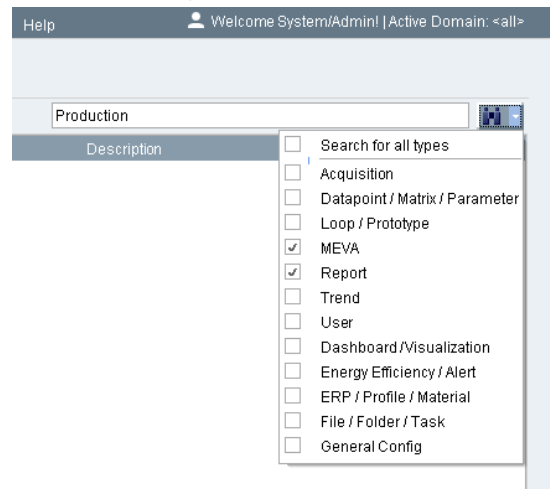 Help
Welcome System/Admin! | Active Domain: <all>
Production
Description
Search for all types
Acquisition
Datapoint / Matrix / Parameter
Loop / Prototype
MEVA
Report
Trend
User
Dashboard/Visualization
Energy Efficiency / Alert
ERP / Profile / Material
File / Folder / Task
General Config